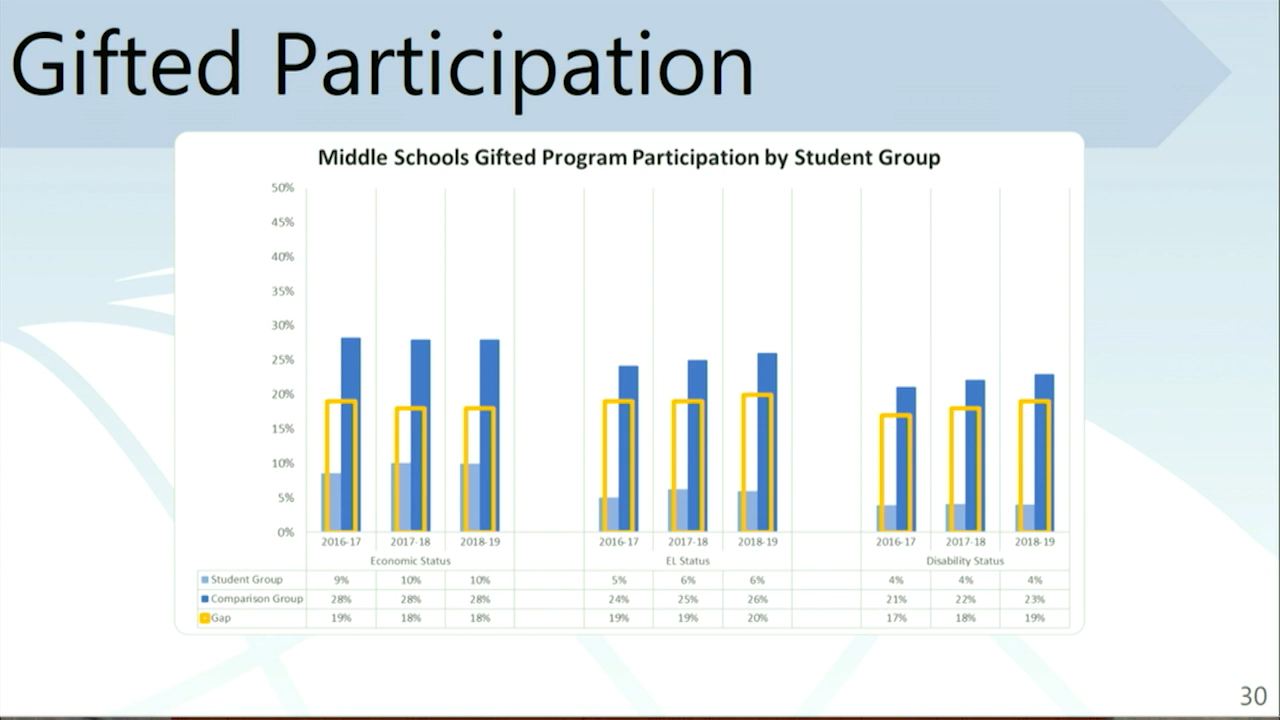 Gifted Participation
Middle Schools Gifted Program Participation by Student Group
50%
45%
40%
35%
30%
25%
20%
15%
10%
5%
0%
2016-17 2017-18 2018-19 2016-17 2017-18 2018-19 2016-17 2017-18 2018-19
Economic Status EL Status Disability Status
Student Group 9% 10% 10% 5% 6% 6% 4% 4% 4%
Comparison Group 28% 28% 28% 24% 25% 26% 21% 22% 23%
Gap 19% 18% 18% 19% 19% 20% 17% 18% 19%
30